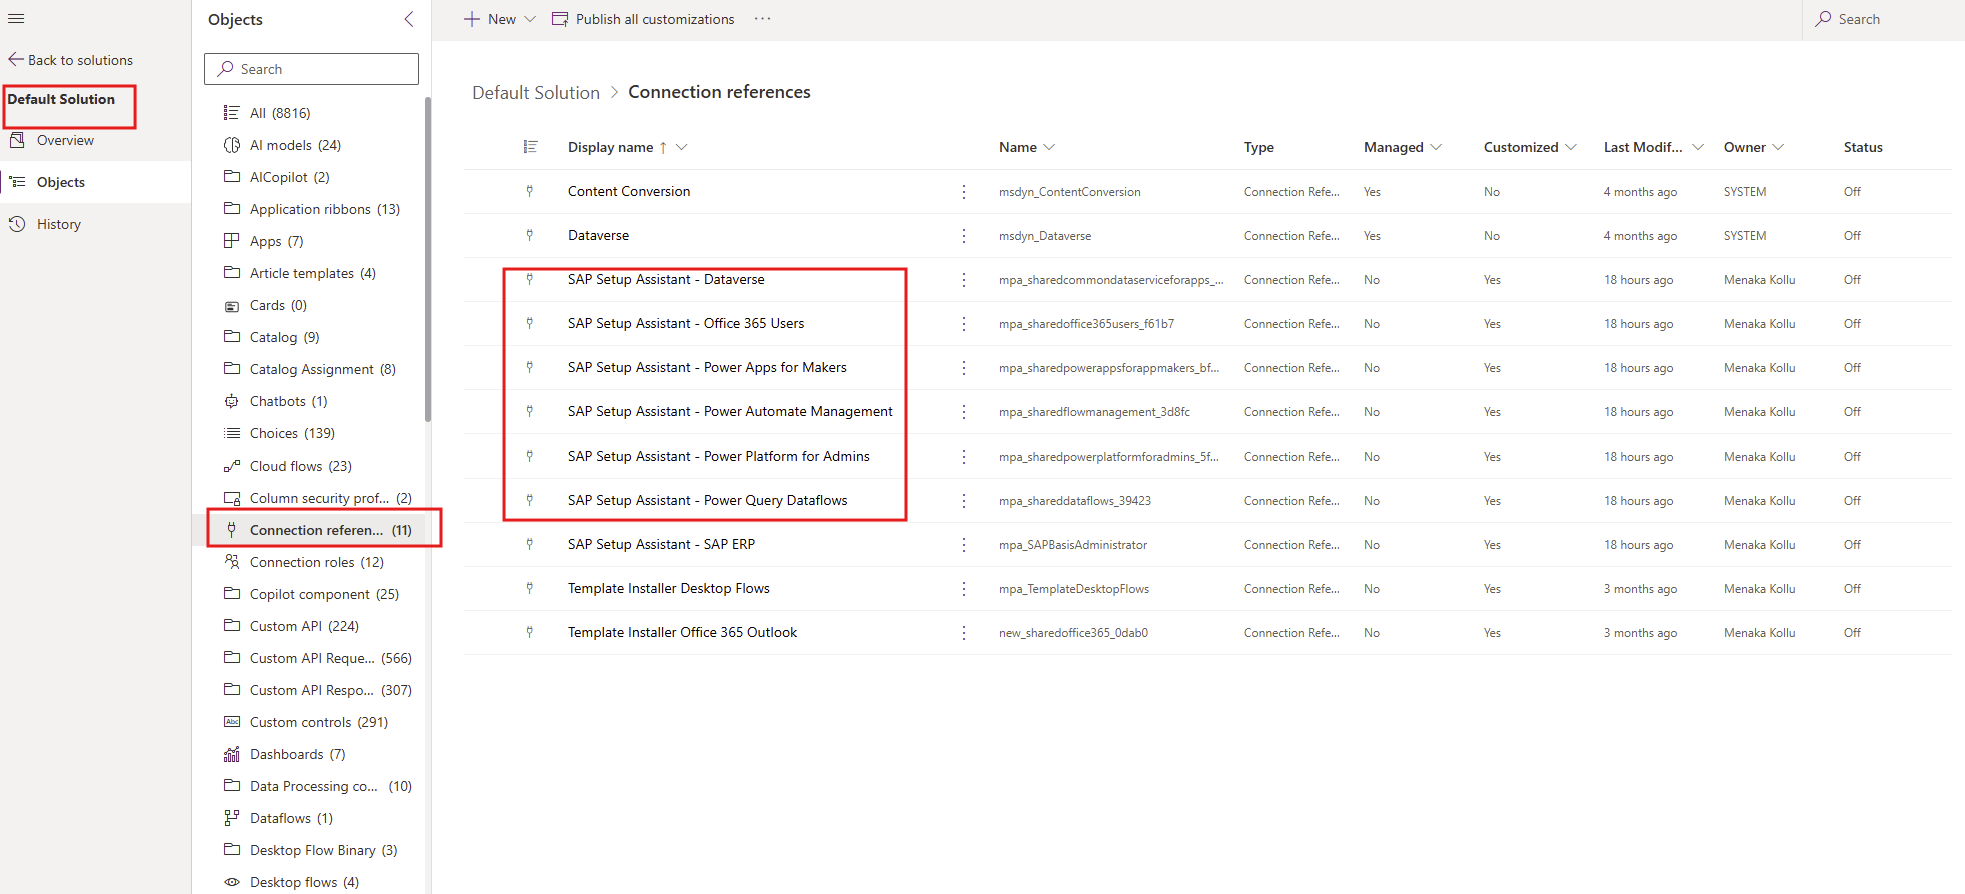 Back to solutions
Default Solution
Overview
Objects
History
Objects
Search
All (8816)
AI models (24)
AICopilot (2)
Application ribbons (13)
Apps (7)
Article templates (4)
Cards (0)
Catalog (9)
Catalog Assignment (8)
Chatbots (1)
Choices (139)
Cloud flows (23)
Column security prof... (2)
Connection referen... (11)
Connection roles (12)
Copilot component (25)
Custom API (224)
Custom API Reque... (566)
Custom API Respo... (307)
Abc Custom controls (291)
Dashboards (7)
Data Processing co... (10)
Dataflows (1)
Desktop Flow Binary (3)
Desktop flows (4)
New Publish all customizations ··· Search
Default Solution > Connection references
Display name ↑ Name Type Managed Customized Last Modif... Owner Status
Content Conversion msdyn_ContentConversion Connection Refe... Yes No 4 months ago SYSTEM Off
Dataverse msdyn_Dataverse Connection Refe... Yes No 4 months ago SYSTEM Off
SAP Setup Assistant - Dataverse mpa_sharedcommondataserviceforapps_... Connection Refe... No Yes 18 hours ago Menaka Kollu Off
SAP Setup Assistant - Office 365 Users mpa_sharedoffice365users_f61b7 Connection Refe... No Yes 18 hours ago Menaka Kollu Off
SAP Setup Assistant - Power Apps for Makers mpa_sharedpowerappsforappmakers_bf... Connection Refe... No Yes 18 hours ago Menaka Kollu Off
SAP Setup Assistant - Power Automate Management mpa_sharedflowmanagement_3d8fc Connection Refe... No Yes 18 hours ago Menaka Kollu Off
SAP Setup Assistant - Power Platform for Admins mpa_sharedpowerplatformforadmins_5f... Connection Refe... No Yes 18 hours ago Menaka Kollu Off
SAP Setup Assistant - Power Query Dataflows mpa_shareddataflows_39423 Connection Refe... No Yes 18 hours ago Menaka Kollu Off
SAP Setup Assistant - SAP ERP mpa_SAPBasisAdministrator Connection Refe... No Yes 18 hours ago Menaka Kollu Off
Template Installer Desktop Flows mpa_TemplateDesktopFlows Connection Refe... No Yes 3 months ago Menaka Kollu Off
Template Installer Office 365 Outlook new_sharedoffice365_0dab0 Connection Refe... No Yes 3 months ago Menaka Kollu Off